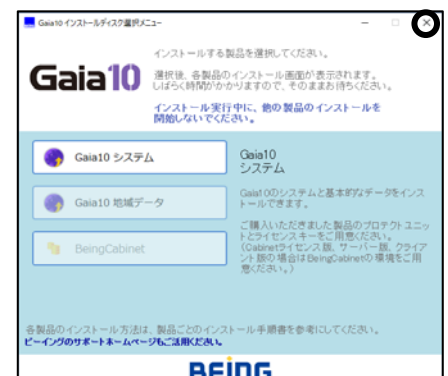 Gaia10 インストールディスク選択メニュー
インストールする製品を選択してください。
Gaia10
選択後、各製品のインストール画面が表示されます。
しばらく時間がかかりますので、そのままお待ちください。
インストール実行中に、他の製品のインストールを
開始しないでください。
Gaia10 システム
Gaia10 地域データ
BeingCabinet
Gaia10
システム
Gaia10のシステムと基本的なデータをインス
トールできます。
ご購入いただきました製品のプロテクトユニッ
トとライセンスキーをご用意ください。
(Cabinetライセンス版、サーバー版、クライア
ント版の場合はBeingCabinetの環境をご用
意ください。)
各製品のインストール方法は、製品ごとのインストール手順書を参考にしてください。
ビーイングのサポートホームページもご活用ください。
BEING